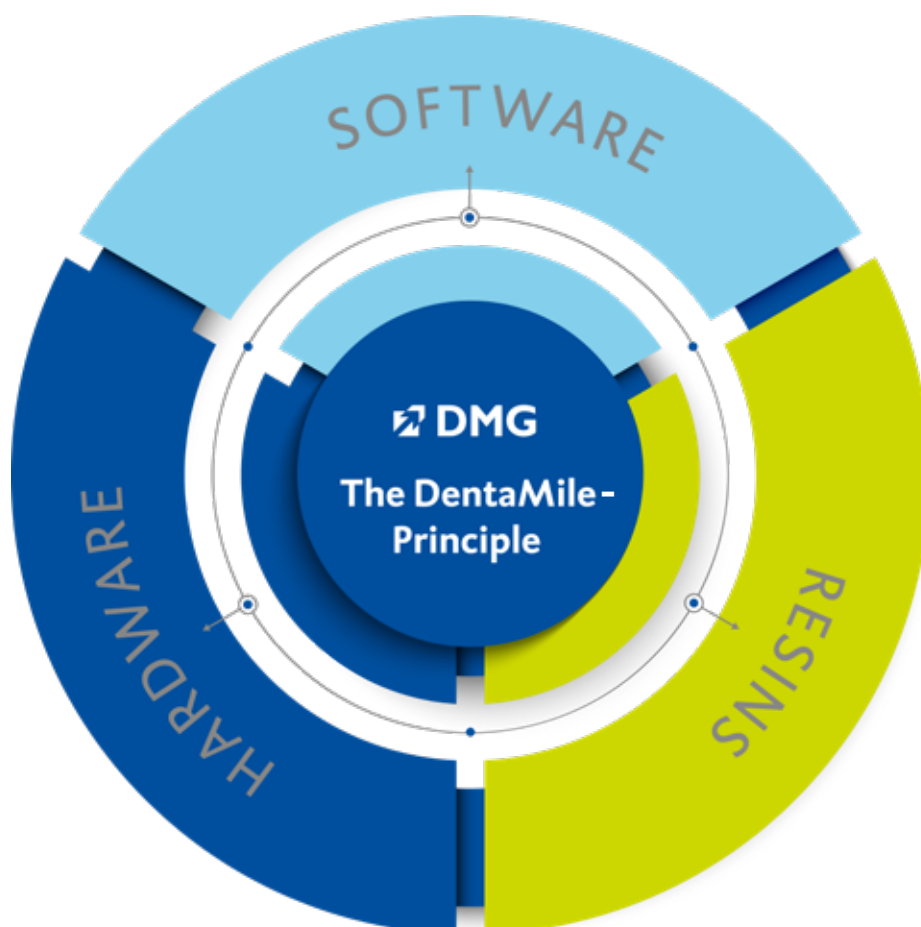 SOFTWARE
DMG
The DentaMile-
Principle
HARDWARE
RESINS